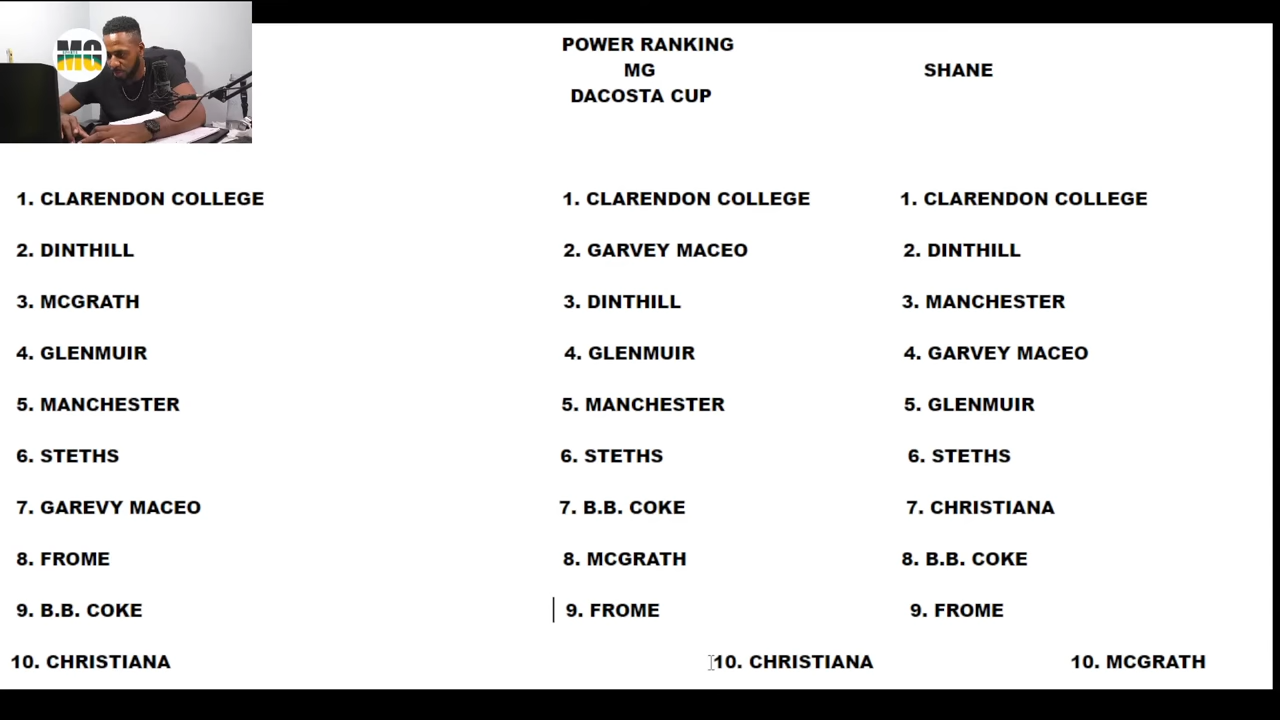 MG
POWER RANKING
MG SHANE
DACOSTA CUP
1. CLARENDON COLLEGE 1. CLARENDON COLLEGE 1. CLARENDON COLLEGE
2. DINTHILL 2. GARVEY MACEO 2. DINTHILL
3. MCGRATH 3. DINTHILL 3. MANCHESTER
4. GLENMUIR 4. GLENMUIR 4. GARVEY MACEO
5. MANCHESTER 5. MANCHESTER 5. GLENMUIR
6. STETHS 6. STETHS 6. STETHS
7. GAREVY MACEO 7. B.B. COKE 7. CHRISTIANA
8. FROME 8. MCGRATH 8. B.B. COKE
9. B.B. COKE 9. FROME 9. FROME
10. CHRISTIANA 10. CHRISTIANA 10. MCGRATH